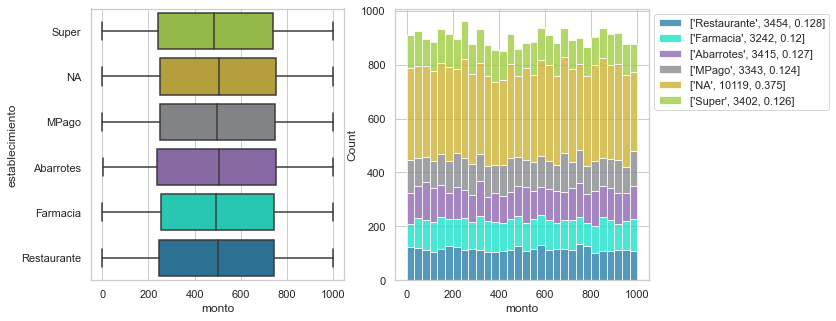 establecimiento
Super
NA
MPago
Abarrotes
Farmacia
Restaurante
0
200
400
600
800
1000
monto
Count
1000
800
600
400
200
0
0
200
400
600
800
1000
monto
['Restaurante', 3454, 0.128]
['Farmacia', 3242, 0.12]
['Abarrotes', 3415, 0.127]
['MPago', 3343, 0.124]
['NA', 10119, 0.375]
['Super', 3402, 0.126]